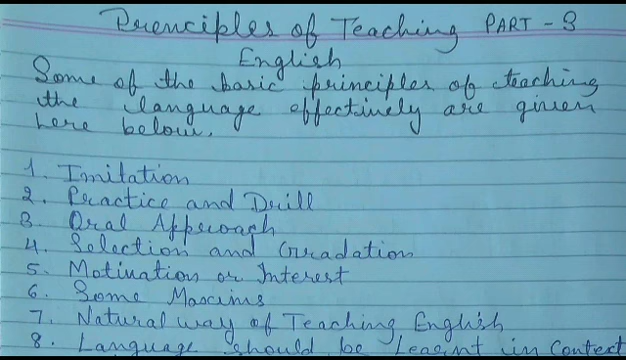 Principles of Teaching PART - 3
English
Some of the basic principles of teaching
the language effectively are given
here below.
1. Imitation
2. Practice and Drill
3. Oral Approach
4. Selection and Gradation
5. Motivation or Interest
6. Some Maxims
7. Natural way of Teaching English
8. Language should be Learnt in Context